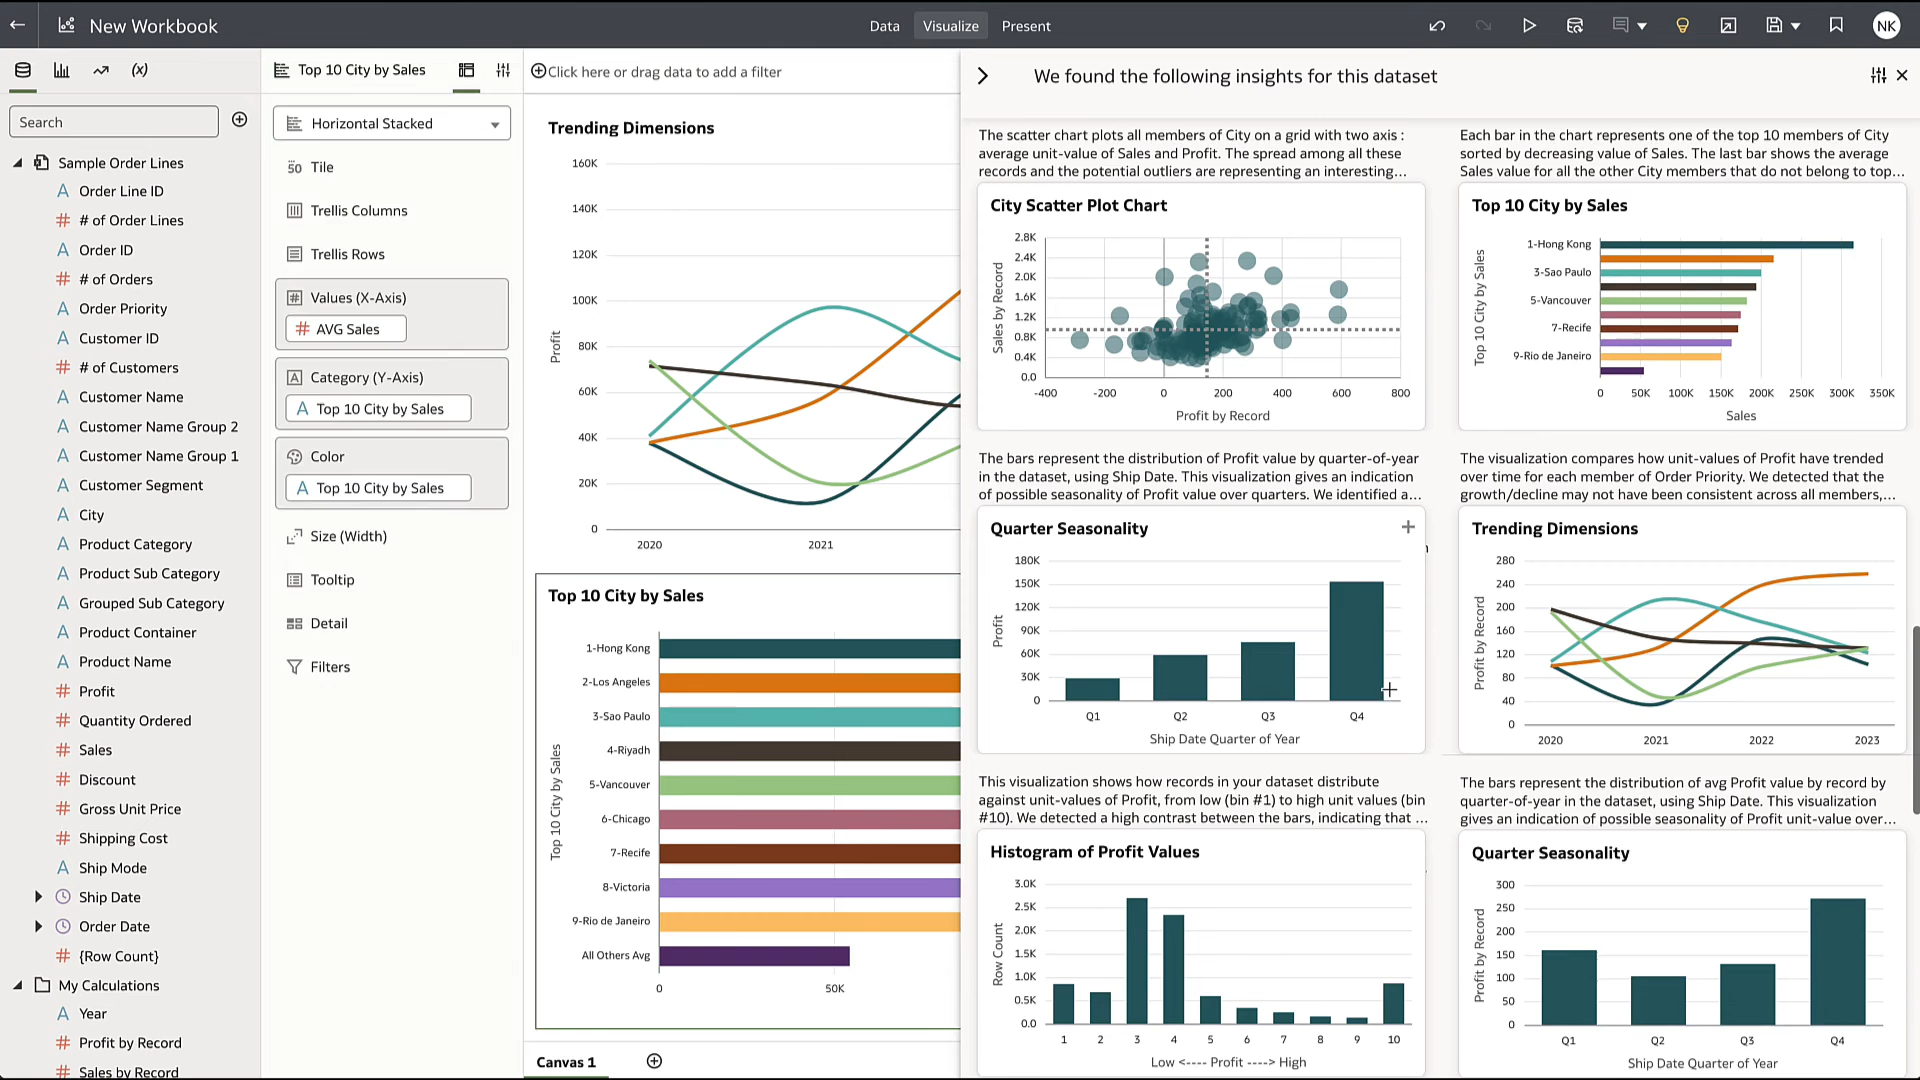 New Workbook
Data
Visualize
Present
NK
Search
Sample Order Lines
A Order Line ID
# # of Order Lines
A Order ID
# # of Orders
A Order Priority
A Customer ID
# # of Customers
A Customer Name
A Customer Name Group 2
A Customer Name Group 1
A Customer Segment
A City
A Product Category
A Product Sub Category
A Grouped Sub Category
A Product Container
A Product Name
# Profit
# Quantity Ordered
# Sales
# Discount
# Gross Unit Price
# Shipping Cost
A Ship Mode
Ship Date
Order Date
# {Row Count}
My Calculations
A Year
# Profit by Record
# Sales by Record
(x)
Top 10 City by Sales
Horizontal Stacked
50 Tile
Trellis Columns
Trellis Rows
# Values (X-Axis)
# AVG Sales
A Category (Y-Axis)
A Top 10 City by Sales
Color
A Top 10 City by Sales
Size (Width)
Tooltip
Detail
Filters
Click here or drag data to add a filter
Trending Dimensions
160K
140K
120K
100K
80K
60K
40K
20K
0
Profit
2020
2021
Top 10 City by Sales
Top 10 City by Sales
1-Hong Kong
2-Los Angeles
3-Sao Paulo
4-Riyadh
5-Vancouver
6-Chicago
7-Recife
8-Victoria
9-Rio de Janeiro
All Others Avg
0
50K
Canvas 1
We found the following insights for this dataset
The scatter chart plots all members of City on a grid with two axis :
average unit-value of Sales and Profit. The spread among all these
records and the potential outliers are representing an interesting...
City Scatter Plot Chart
Sales by Record
2.8K
2.4K
2.0K
1.6K
1.2K
0.8K
0.4K
0.0
-400
-200
0
200
400
600
800
Profit by Record
Each bar in the chart represents one of the top 10 members of City
sorted by decreasing value of Sales. The last bar shows the average
Sales value for all the other City members that do not belong to top...
Top 10 City by Sales
Top 10 City by Sales
1-Hong Kong
3-Sao Paulo
5-Vancouver
7-Recife
9-Rio de Janeiro
0
50K
100K
150K
200K
250K
300K
350K
Sales
The bars represent the distribution of Profit value by quarter-of-year
in the dataset, using Ship Date. This visualization gives an indication
of possible seasonality of Profit value over quarters. We identified a...
Quarter Seasonality
Profit
180K
150K
120K
90K
60K
30K
0
Q1
Q2
Q3
Q4
Ship Date Quarter of Year
The visualization compares how unit-values of Profit have trended
over time for each member of Order Priority. We detected that the
growth/decline may not have been consistent across all members,...
Trending Dimensions
Profit by Record
280
240
200
160
120
80
40
0
2020
2021
2022
2023
This visualization shows how records in your dataset distribute
against unit-values of Profit, from low (bin #1) to high unit values (bin
#10). We detected a high contrast between the bars, indicating that ...
Histogram of Profit Values
Row Count
3.0K
2.5K
2.0K
1.5K
1.0K
0.5K
0.0
1
2
3
4
5
6
7
8
9
10
Low <---- Profit ----> High
The bars represent the distribution of avg Profit value by record by
quarter-of-year in the dataset, using Ship Date. This visualization
gives an indication of possible seasonality of Profit unit-value over...
Quarter Seasonality
Profit by Record
300
250
200
150
100
50
0
Q1
Q2
Q3
Q4
Ship Date Quarter of Year